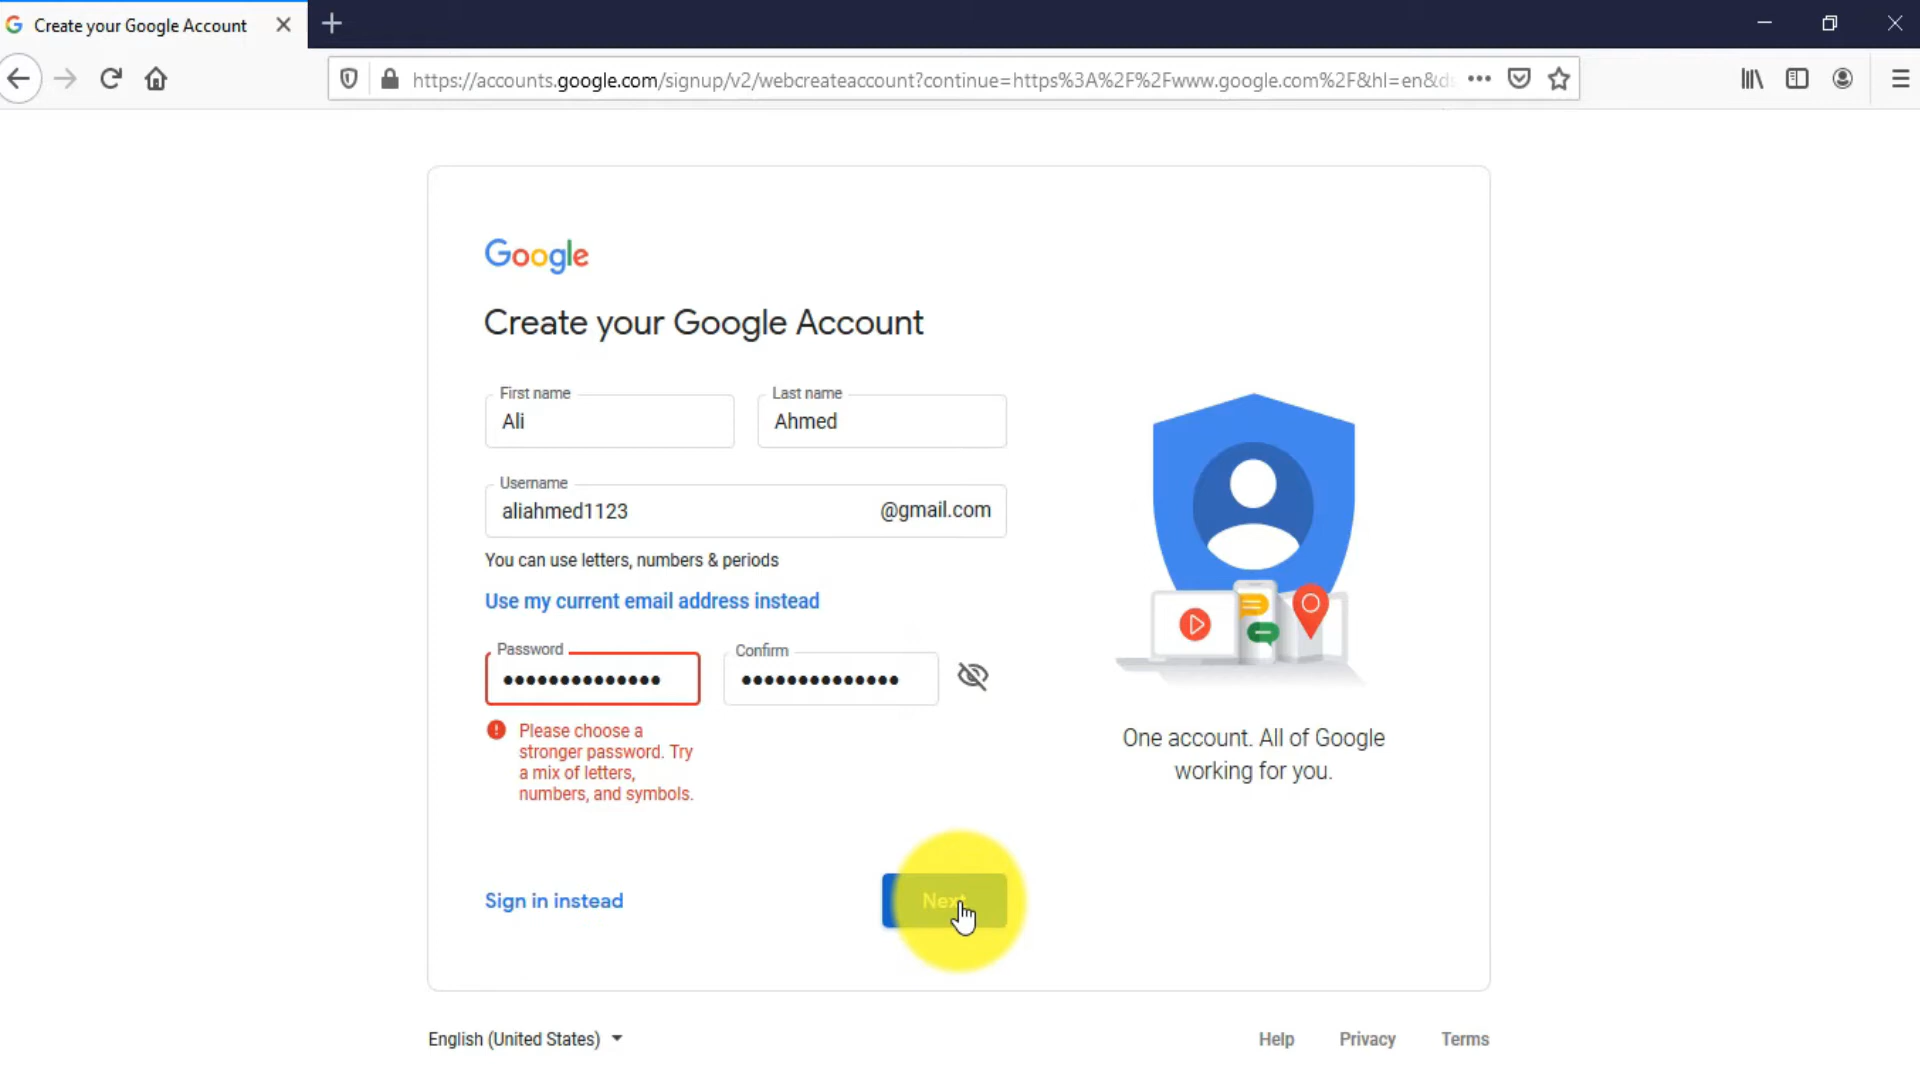 Create your Google Account
https://accounts.google.com/signup/v2/webcreateaccount?continue=https%3A%2F%2Fwww.google.com%2F&hl=en&d
Google
Create your Google Account
First name
Last name
Ali
Ahmed
Username
aliahmed1123
@gmail.com
You can use letters, numbers & periods
Use my current email address instead
Password
Confirm
••••••••••••••
••••••••••••••
Please choose a
stronger password. Try
a mix of letters,
numbers, and symbols.
One account. All of Google
working for you.
Sign in instead
Next
English (United States)
Help
Privacy
Terms